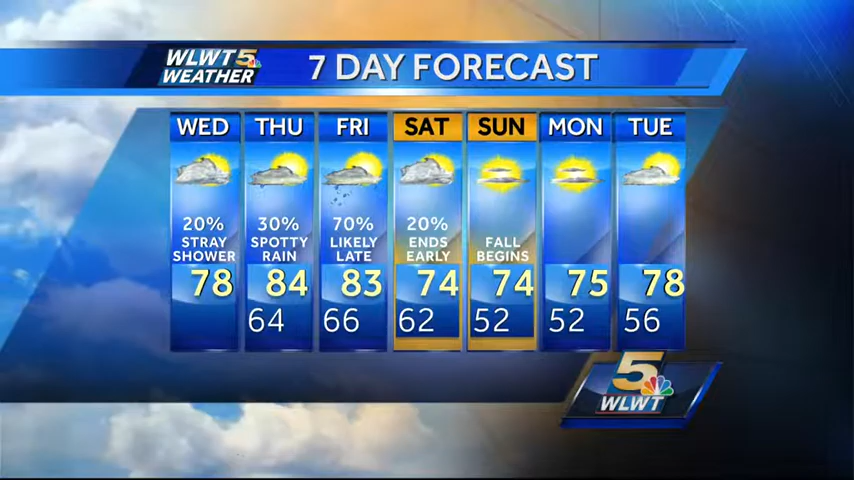 WLWT 5
WEATHER
7 DAY FORECAST
WED THU FRI SAT SUN MON TUE
20% 30% 70% 20%
STRAY SPOTTY LIKELY ENDS FALL
SHOWER RAIN LATE EARLY BEGINS
78 84 83 74 74 75 78
64 66 62 52 52 56
5
WLWT